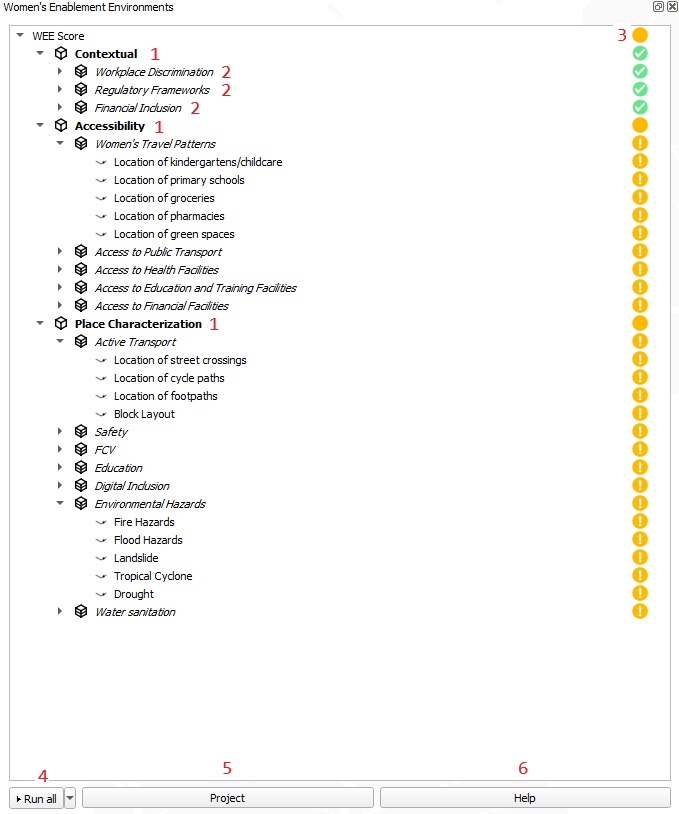 Women's Enablement Environments
WEE Score 3
Contextual 1
Workplace Discrimination 2
Regulatory Frameworks 2
Financial Inclusion 2
Accessibility 1
Women's Travel Patterns
Location of kindergartens/childcare
Location of primary schools
Location of groceries
Location of pharmacies
Location of green spaces
Access to Public Transport
Access to Health Facilities
Access to Education and Training Facilities
Access to Financial Facilities
Place Characterization 1
Active Transport
Location of street crossings
Location of cycle paths
Location of footpaths
Block Layout
Safety
FCV
Education
Digital Inclusion
Environmental Hazards
Fire Hazards
Flood Hazards
Landslide
Tropical Cyclone
Drought
Water sanitation
4 5 6
Run all Project Help